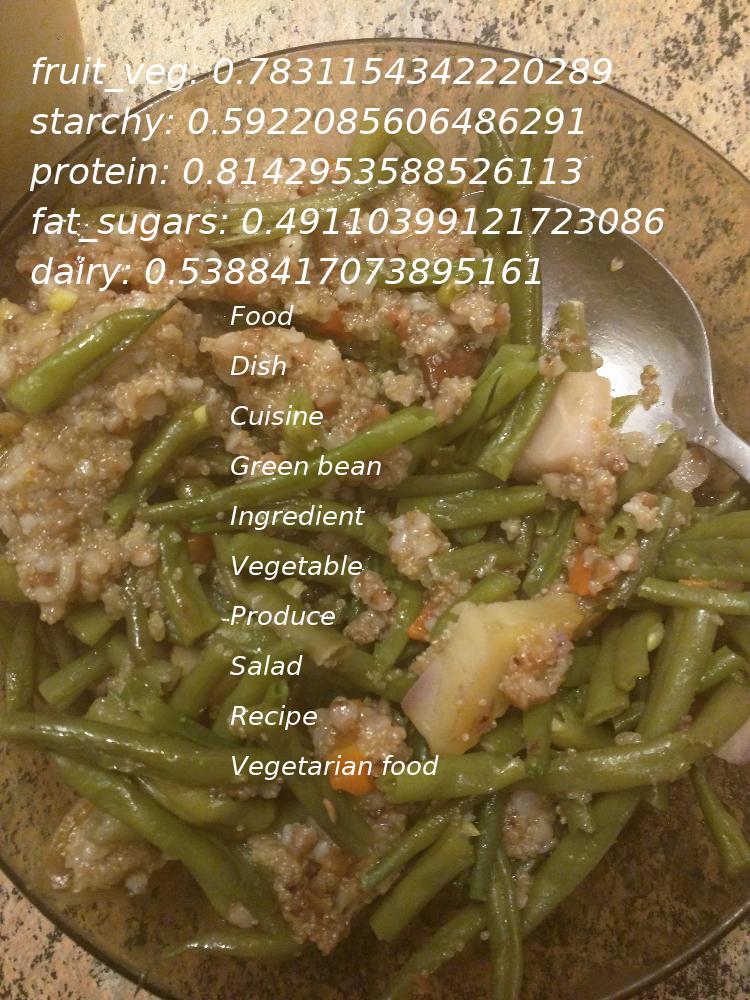 fruit_veg: 0.7831154342220289
starchy: 0.5922085606486291
protein: 0.8142953588526113
fat_sugars: 0.49110399121723086
dairy: 0.5388417073895161
Food
Dish
Cuisine
Green bean
Ingredient
Vegetable
Produce
Salad
Recipe
Vegetarian food